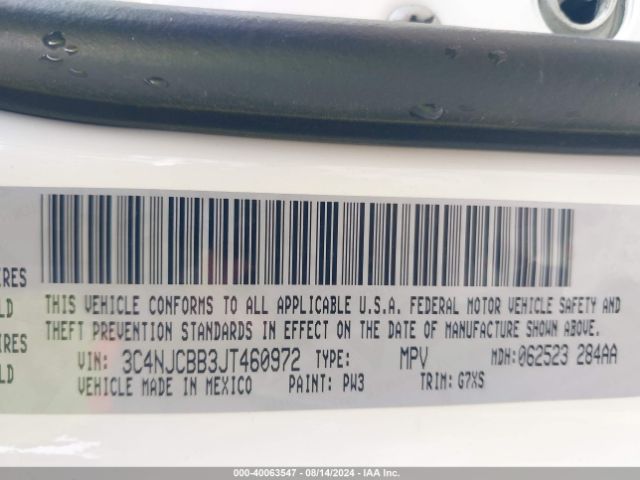 IRES
LD
IRES
LD
THIS VEHICLE CONFORMS TO ALL APPLICABLE U.S.A. FEDERAL MOTOR VEHICLE SAFETY AND
THEFT PREVENTION STANDARDS IN EFFECT ON THE DATE OF MANUFACTURE SHOWN ABOVE.
VIN: 3C4NJCBB3JT460972 TYPE: MPV MDH:062523 284AA
VEHICLE MADE IN MEXICO PAINT: PW3 TRIM: G7XS
000-40063547 - 08/14/2024 - IAA Inc.